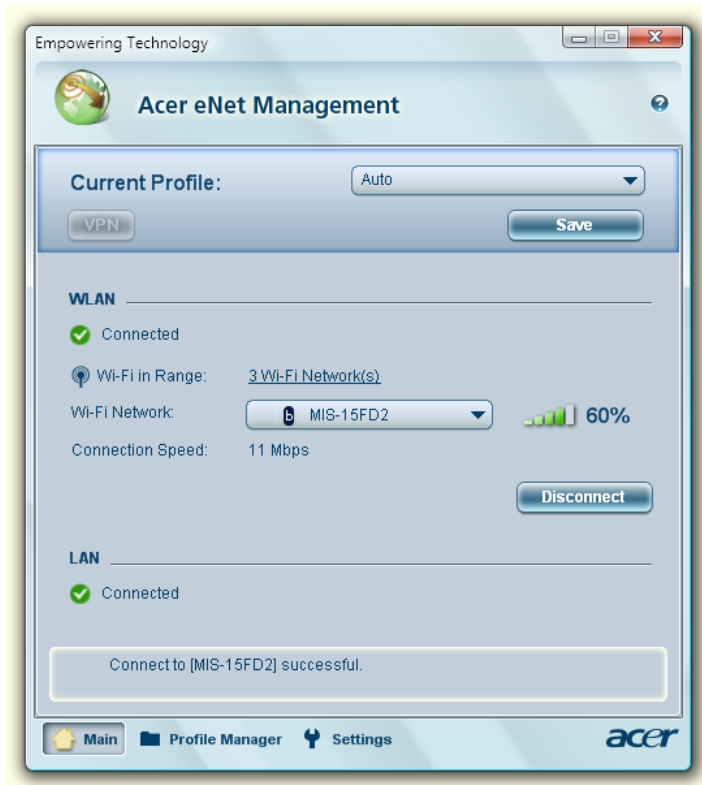 Empowering Technology
Acer eNet Management
Current Profile: Auto
VPN Save
WLAN
Connected
Wi-Fi in Range: 3 Wi-Fi Network(s)
Wi-Fi Network: b MIS-15FD2 60%
Connection Speed: 11 Mbps
Disconnect
LAN
Connected
Connect to [MIS-15FD2] successful.
Main Profile Manager Settings acer